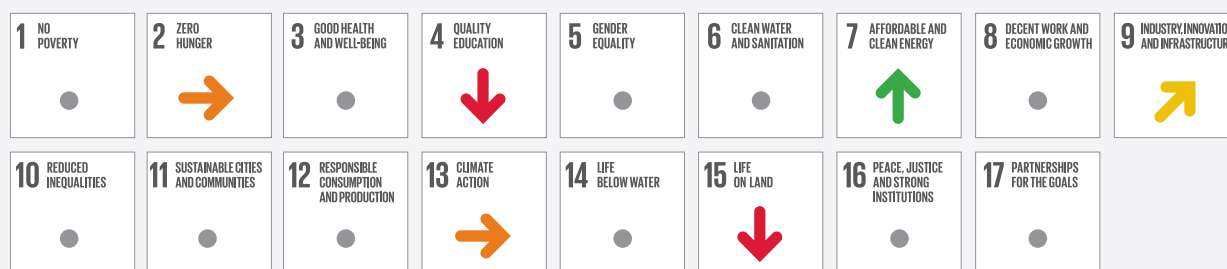 1 NO
POVERTY
2 ZERO
HUNGER
3 GOOD HEALTH
AND WELL-BEING
4 QUALITY
EDUCATION
5 GENDER
EQUALITY
6 CLEAN WATER
AND SANITATION
7 AFFORDABLE AND
CLEAN ENERGY
8 DECENT WORK AND
ECONOMIC GROWTH
9 INDUSTRY, INNOVATIO
AND INFRASTRUCTUR
10 REDUCED
INEQUALITIES
11 SUSTAINABLE CITIES
AND COMMUNITIES
12 RESPONSIBLE
CONSUMPTION
AND PRODUCTION
13 CLIMATE
ACTION
14 LIFE
BELOW WATER
15 LIFE
ON LAND
16 PEACE, JUSTICE
AND STRONG
INSTITUTIONS
17 PARTNERSHIPS
FOR THE GOALS